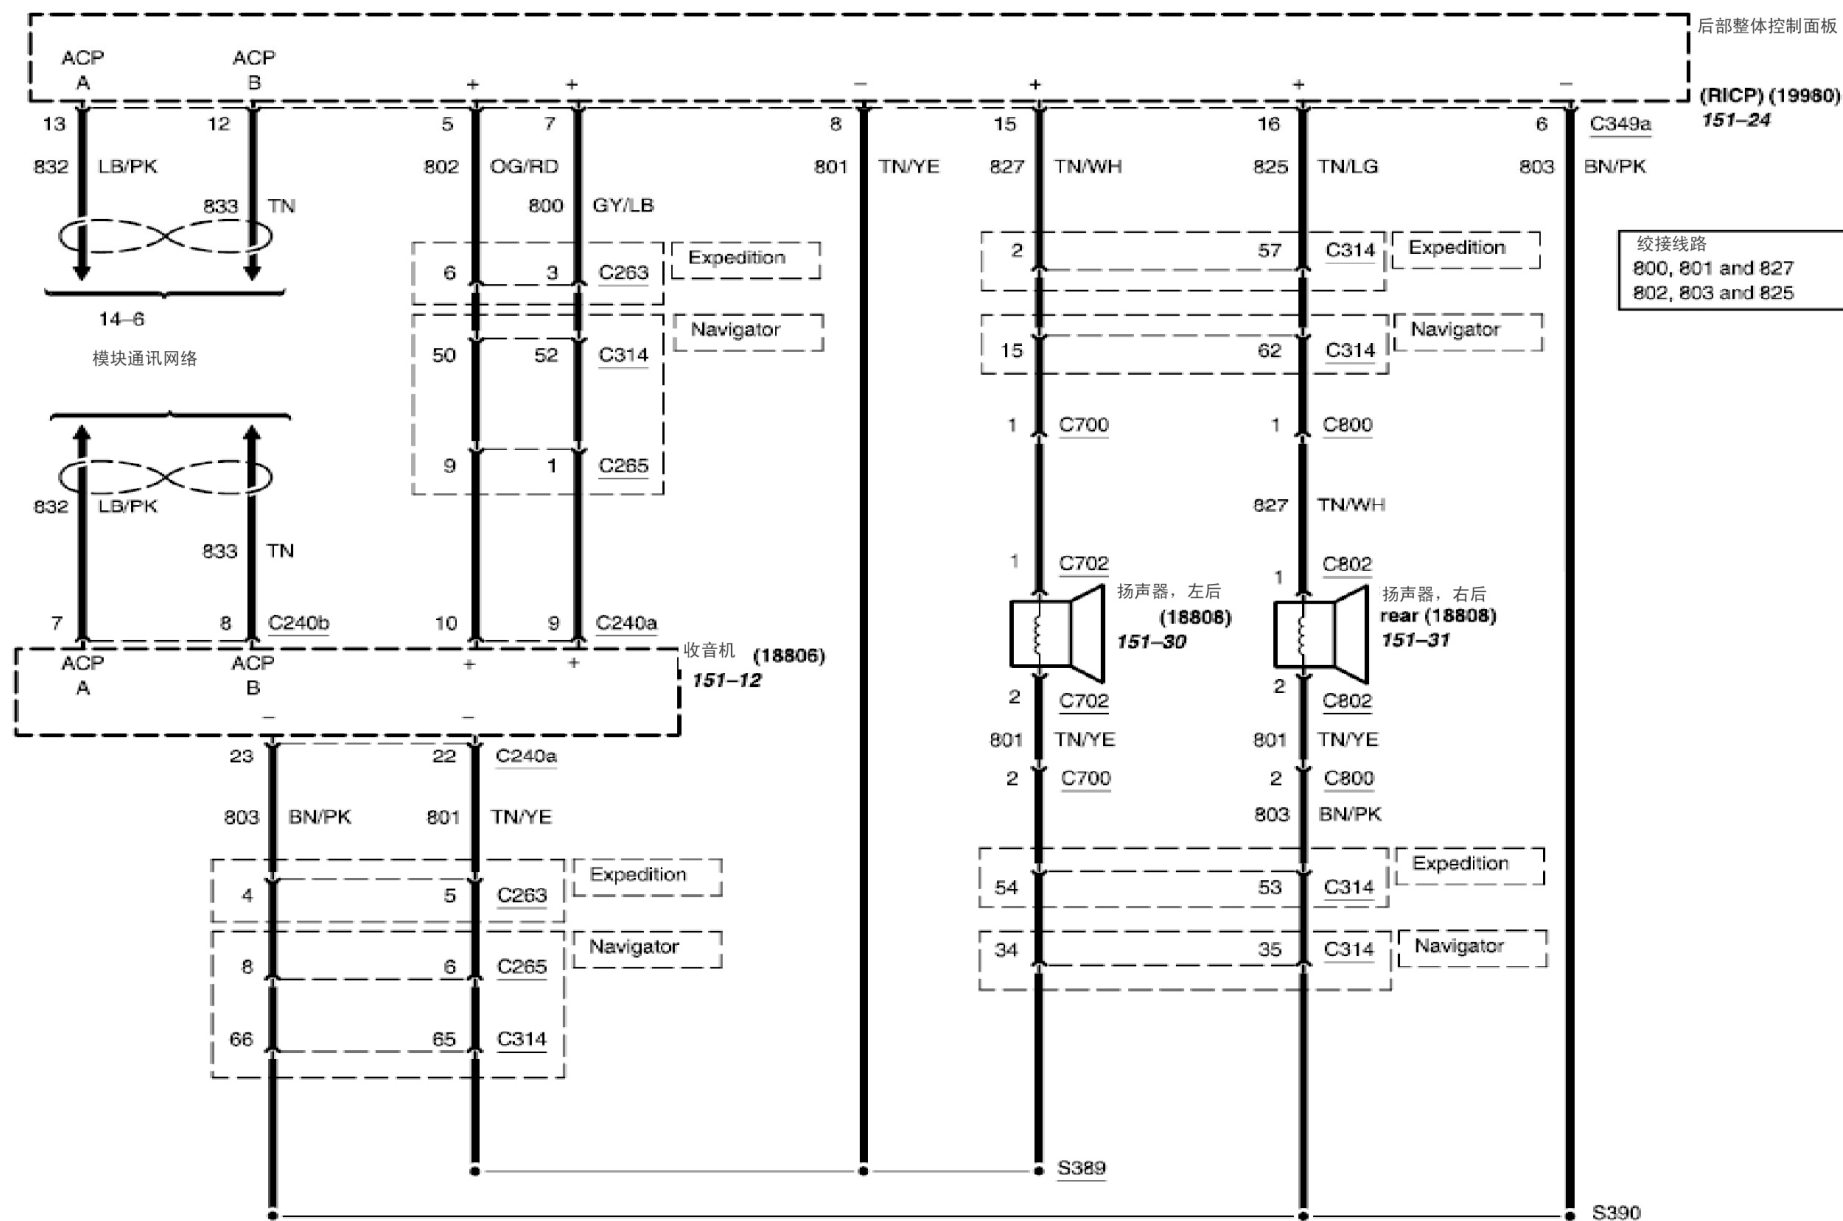 后部整体控制面板
ACP ACP
A B + + − + + −
(RICP) (19980)
151–24
13 12 5 7 8 15 16 6 C349a
832 LB/PK 802 OG/RD 801 TN/YE 827 TN/WH 825 TN/LG 803 BN/PK
833 TN 800 GY/LB
绞接线路
800, 801 and 827
802, 803 and 825
6 3 C263 Expedition 2 57 C314 Expedition
14–6
模块通讯网络
50 52 C314 Navigator 15 62 C314 Navigator
1 C700 1 C800
9 1 C265
832 LB/PK 827 TN/WH
833 TN
1 C702 1 C802
扬声器，左后
(18808)
151–30
扬声器，右后
rear (18808)
151–31
7 8 C240b 10 9 C240a
收音机 (18806)
151–12
ACP ACP + +
A B
− −
2 C702 2 C802
801 TN/YE 801 TN/YE
23 22 C240a 2 C700 2 C800
803 BN/PK 801 TN/YE 803 BN/PK
4 5 C263 Expedition 54 53 C314 Expedition
8 6 C265 Navigator 34 35 C314 Navigator
66 65 C314
S389
S390